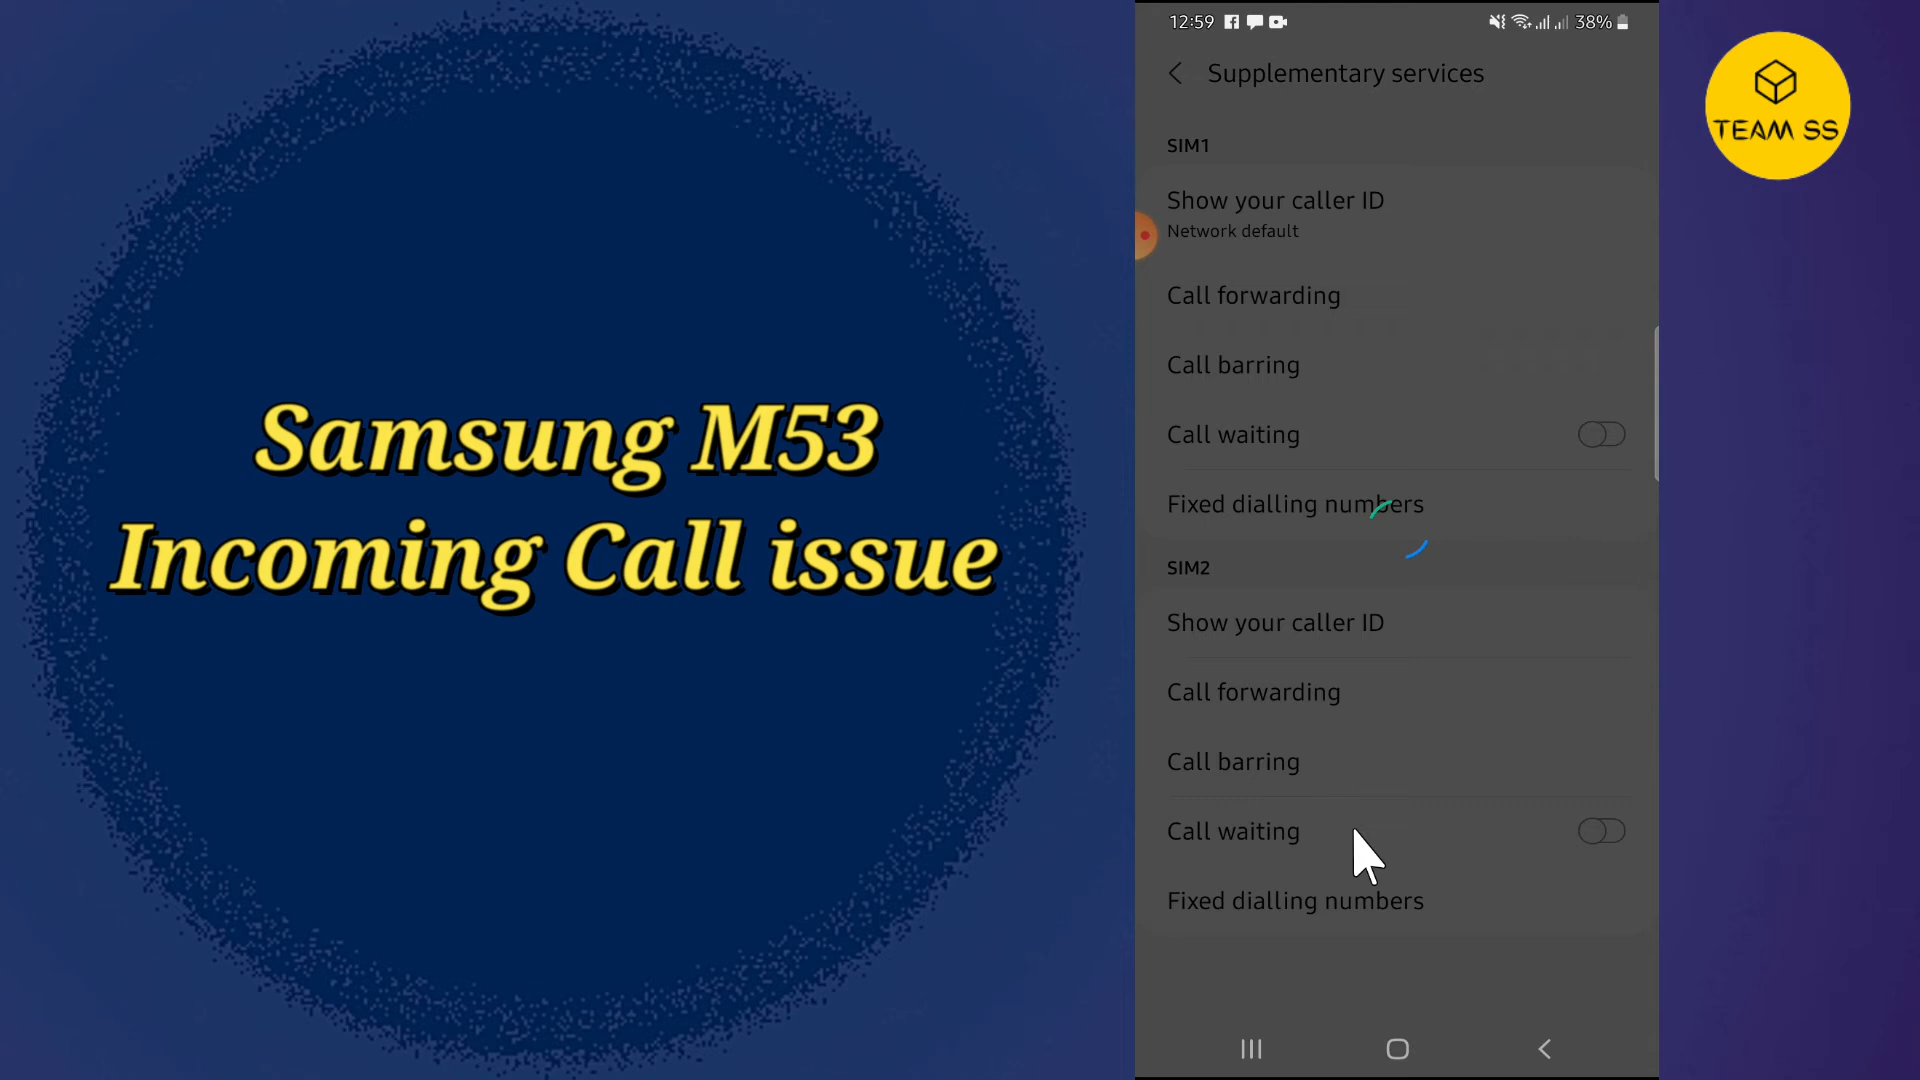 Samsung M53
Incoming Call issue
12:59
38%
Supplementary services
SIM1
Show your caller ID
Network default
Call forwarding
Call barring
Call waiting
Fixed dialling numbers
SIM2
Show your caller ID
Call forwarding
Call barring
Call waiting
Fixed dialling numbers
TEAM SS